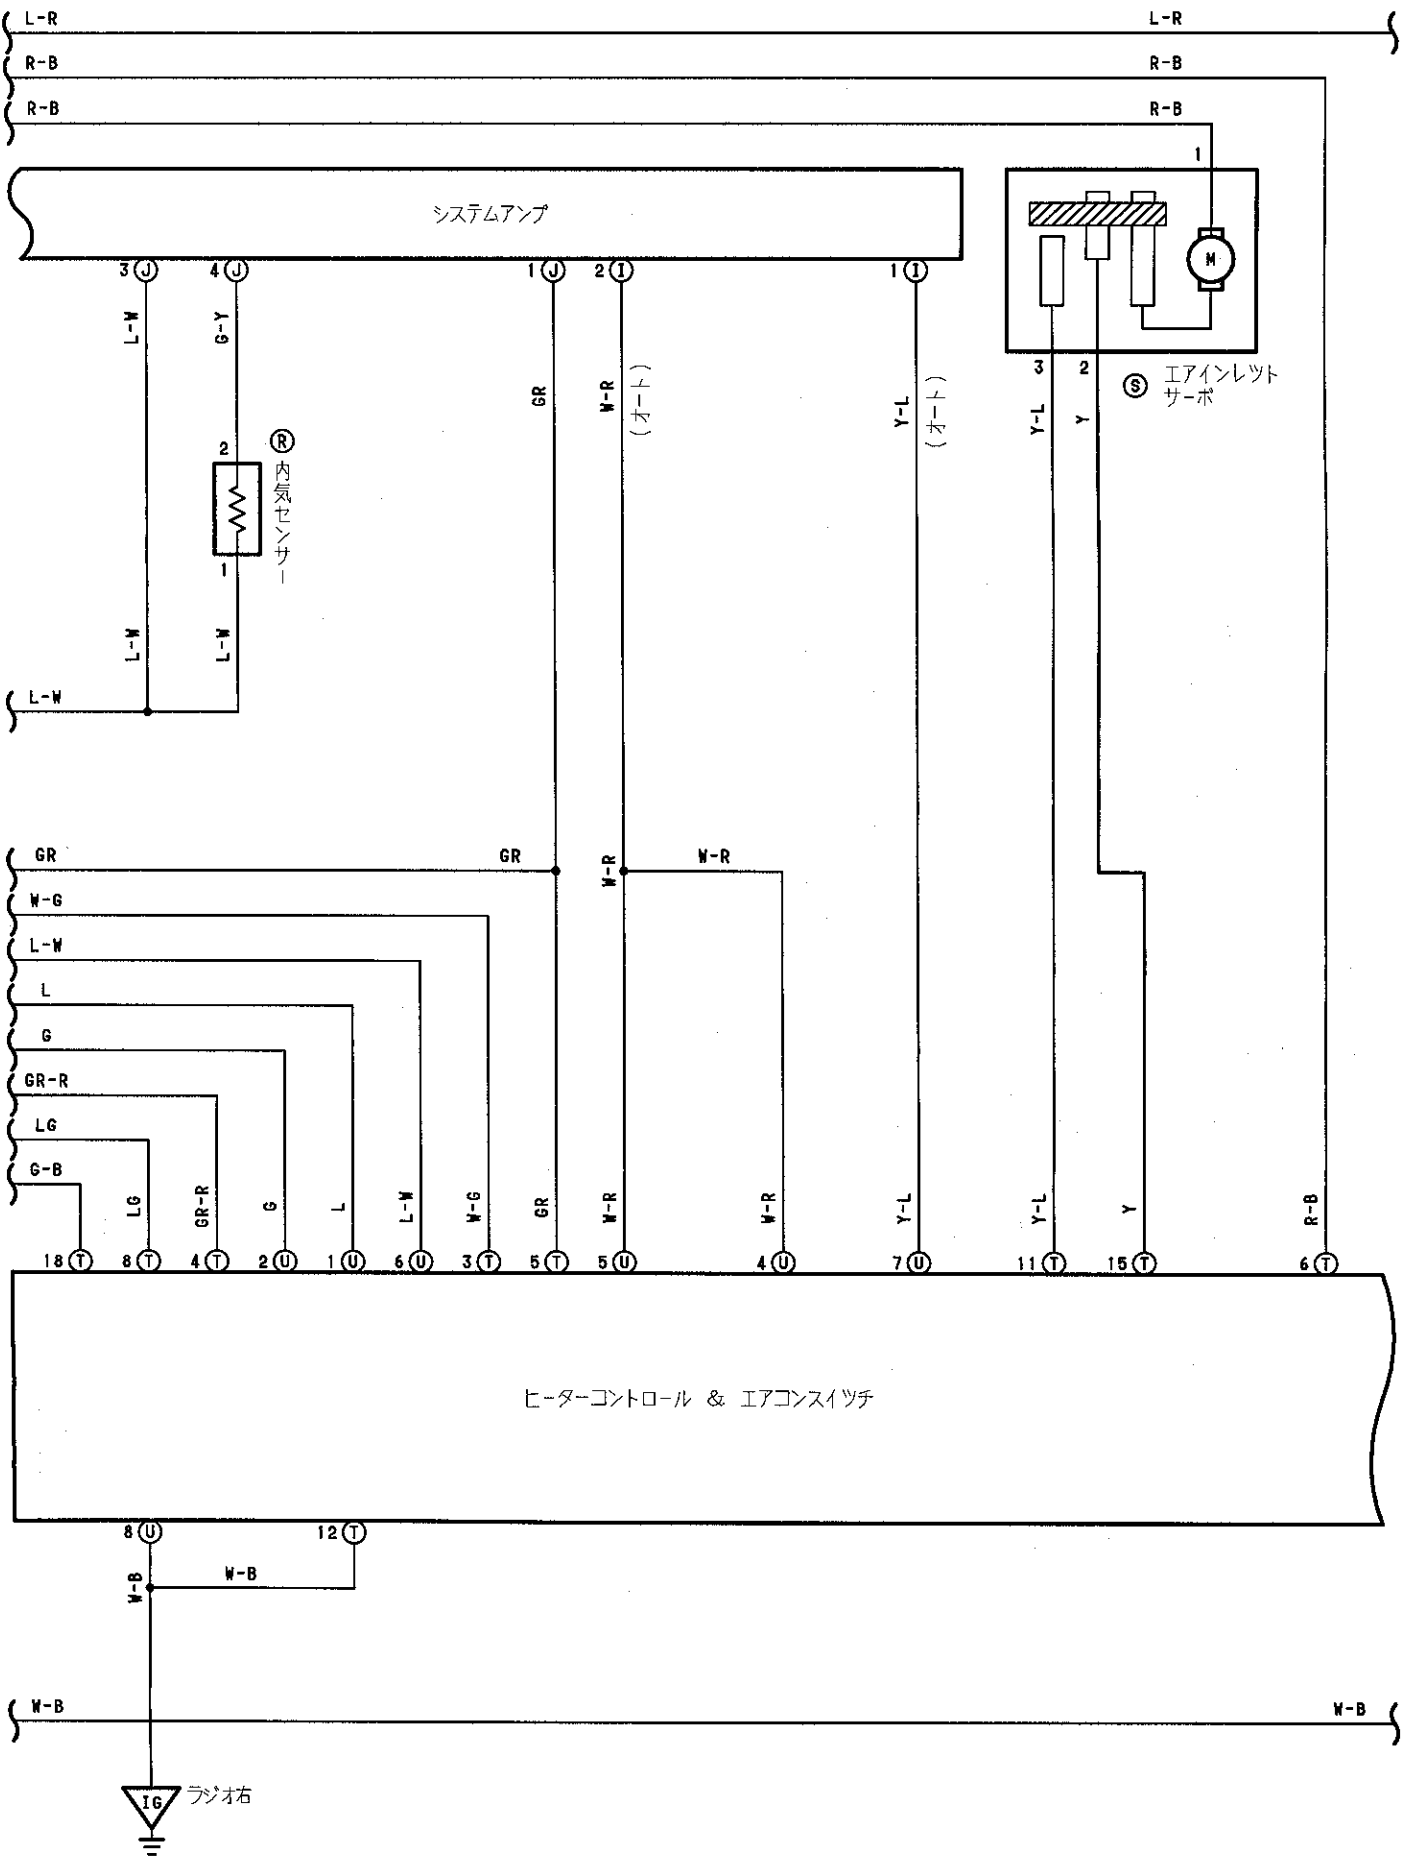 L-R L-R
R-B R-B
R-B R-B
1
システムアンプ
M
3 J 4 J 1 J 2 I 1 I
L-W G-Y GR W-R (オート) Y-L (オート)
3 2 S エアインレット
サーボ
Y-L Y
R
2
内気センサー
1
L-W L-W
L-W
GR GR W-R W-R
W-G
L-W
L
G
GR-R
LG
G-B
LG GR-R G L L-W W-G GR W-R W-R Y-L Y-L Y R-B
18 T 8 T 4 T 2 U 1 U 6 U 3 T 5 T 5 U 4 U 7 U 11 T 15 T 6 T
ヒーターコントロール & エアコンスイッチ
8 U 12 T
W-B W-B
W-B W-B
IG ラジオ右